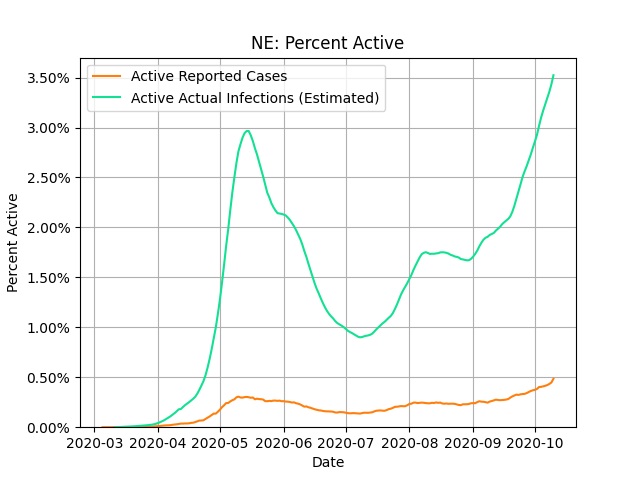 NE: Percent Active
Active Reported Cases
Active Actual Infections (Estimated)
Percent Active
3.50%
3.00%
2.50%
2.00%
1.50%
1.00%
0.50%
0.00%
2020-03 2020-04 2020-05 2020-06 2020-07 2020-08 2020-09 2020-10
Date